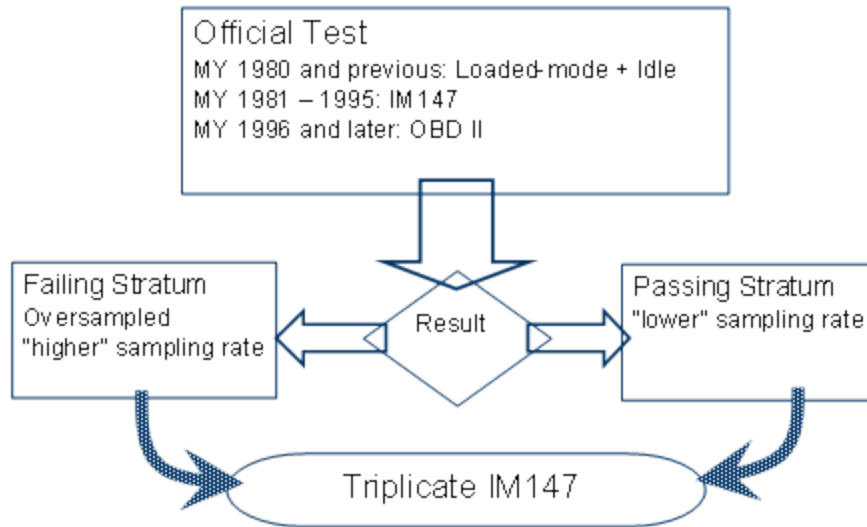 Official Test
MY 1980 and previous: Loaded-mode + Idle
MY 1981 – 1995: IM147
MY 1996 and later: OBD II
Failing Stratum
Oversampled
"higher" sampling rate
Result
Passing Stratum
"lower" sampling rate
Triplicate IM147